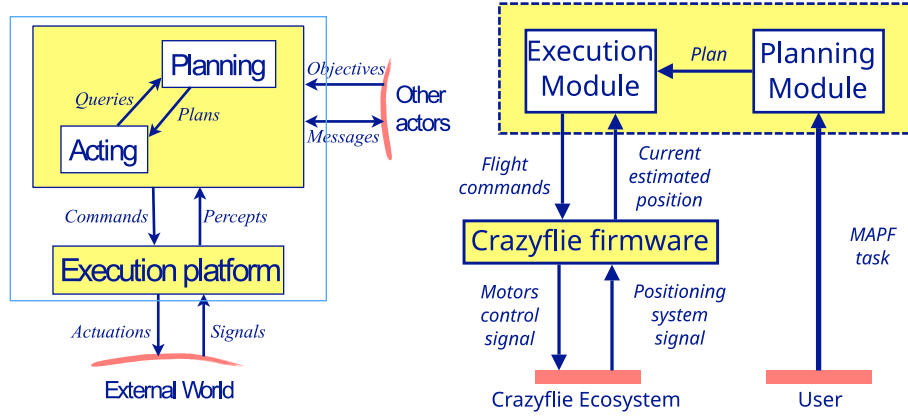 Planning
Queries
Plans
Acting
Objectives
Other
actors
Messages
Commands
Percepts
Execution platform
Actuations
Signals
External World
Execution
Module
Plan
Planning
Module
Flight
commands
Current
estimated
position
Crazyflie firmware
MAPF
task
Motors
control
signal
Positioning
system
signal
Crazyflie Ecosystem
User